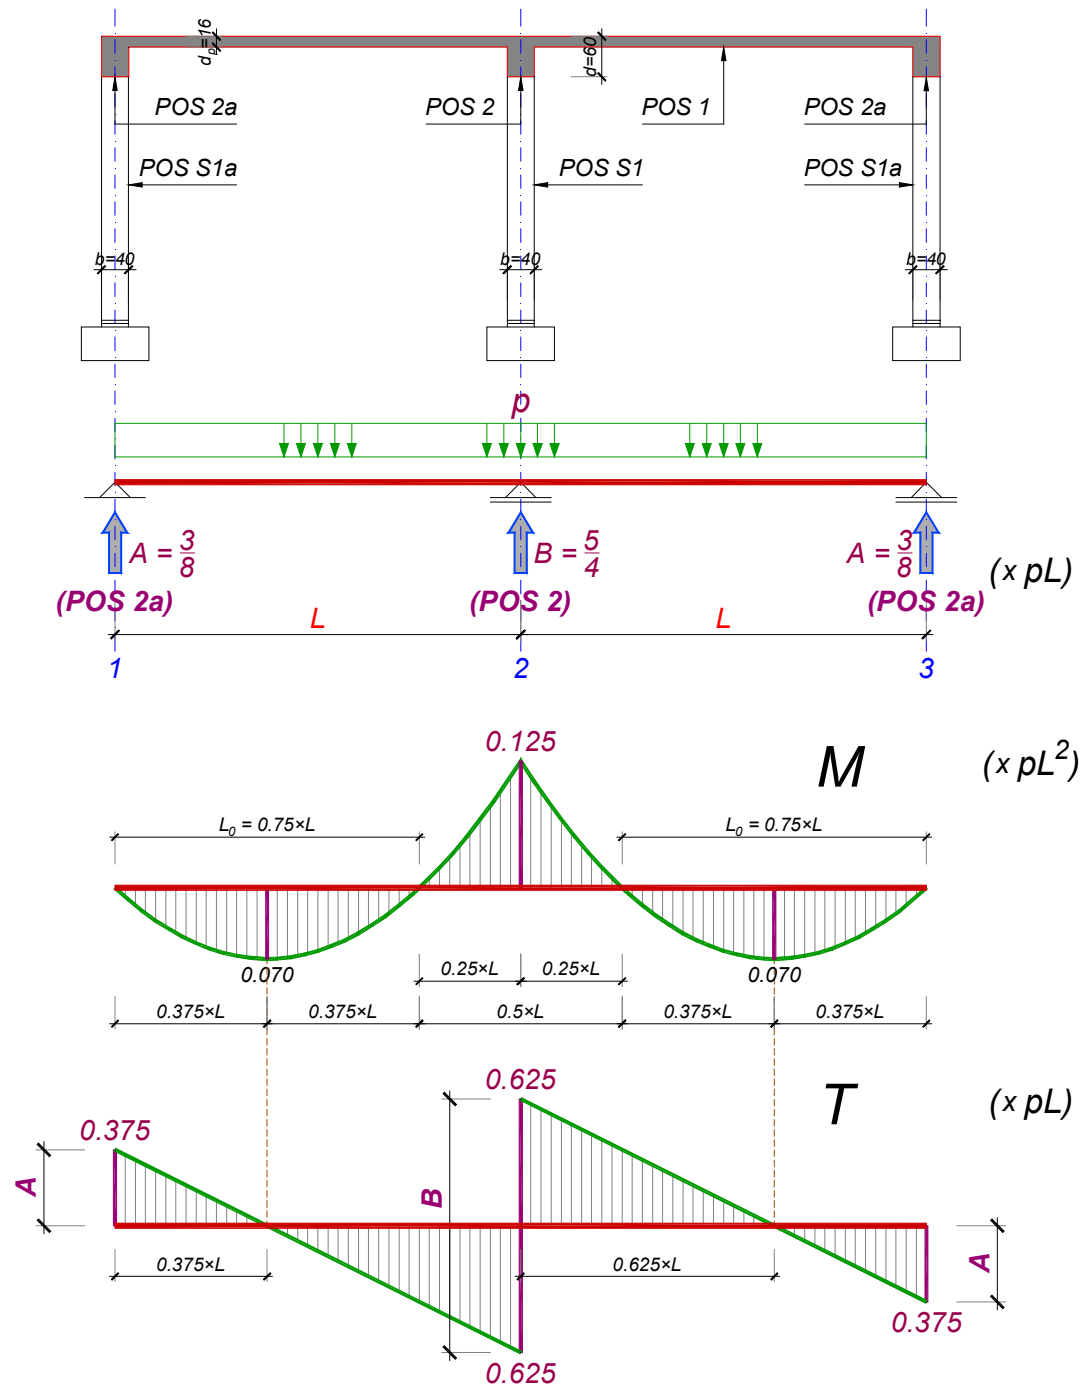 dp=16
d=60
POS 2a
POS 2
POS 1
POS 2a
POS S1a
POS S1
POS S1a
b=40
b=40
b=40
p
A = 3/8
B = 5/4
A = 3/8
(x pL)
(POS 2a)
(POS 2)
(POS 2a)
L
L
1
2
3
0.125
M
(x pL²)
L₀ = 0.75×L
L₀ = 0.75×L
0.070
0.25×L
0.25×L
0.070
0.375×L
0.375×L
0.5×L
0.375×L
0.375×L
0.625
T
(x pL)
0.375
A
B
0.375×L
0.625×L
A
0.375
0.625